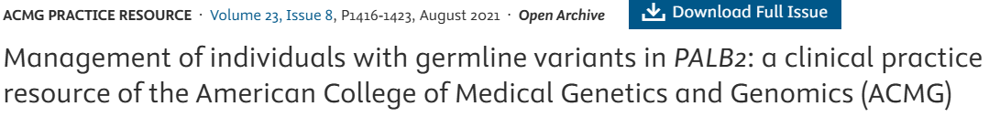 ACMG PRACTICE RESOURCE · Volume 23, Issue 8, P1416-1423, August 2021 · Open Archive Download Full Issue
Management of individuals with germline variants in PALB2: a clinical practice
resource of the American College of Medical Genetics and Genomics (ACMG)